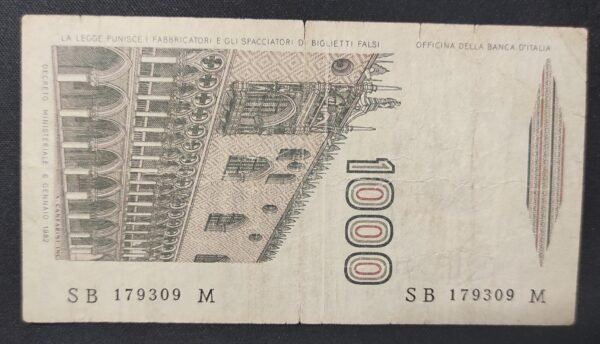 LA LEGGE PUNISCE I FABBRICATORI E GLI SPACCIATORI DI BIGLIETTI FALSI
OFFICINA DELLA BANCA D'ITALIA
DECRETO MINISTERIALE 6 GENNAIO 1982
1000
SB 179309 M
SB 179309 M